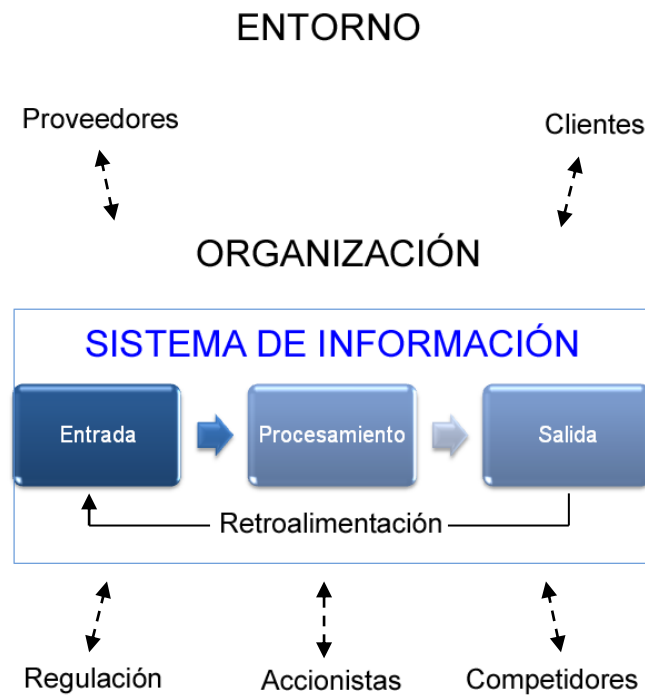 ENTORNO
Proveedores
Clientes
ORGANIZACIÓN
SISTEMA DE INFORMACIÓN
Entrada
Procesamiento
Salida
Retroalimentación
Regulación
Accionistas
Competidores